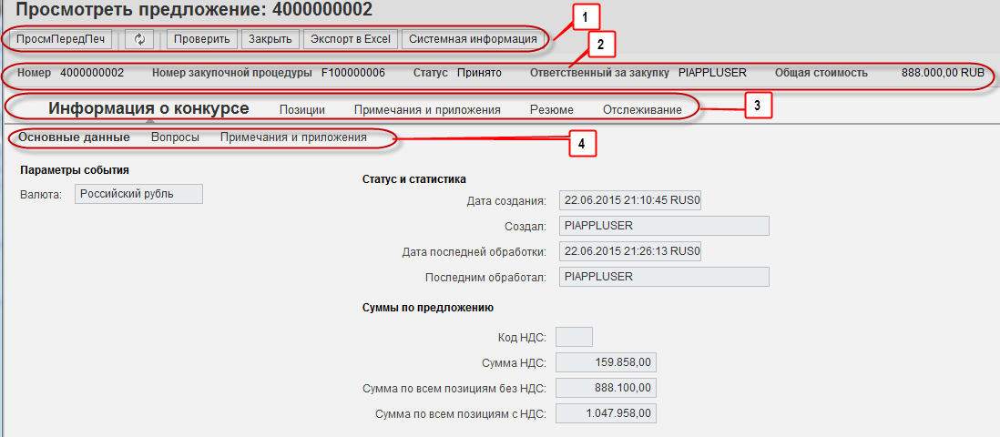 Просмотреть предложение: 4000000002
1
ПросмПередПеч Проверить Закрыть Экспорт в Excel Системная информация
2
Номер 4000000002 Номер закупочной процедуры F100000006 Статус Принято Ответственный за закупку PIAPPLUSER Общая стоимость 888.000,00 RUB
Информация о конкурсе Позиции Примечания и приложения Резюме Отслеживание 3
Основные данные Вопросы Примечания и приложения 4
Параметры события
Валюта: Российский рубль
Статус и статистика
Дата создания: 22.06.2015 21:10:45 RUS0
Создал: PIAPPLUSER
Дата последней обработки: 22.06.2015 21:26:13 RUS0
Последним обработал: PIAPPLUSER
Суммы по предложению
Код НДС:
Сумма НДС: 159.858,00
Сумма по всем позициям без НДС: 888.100,00
Сумма по всем позициям с НДС: 1.047.958,00